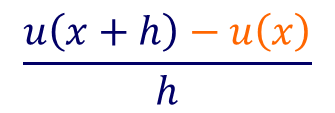 u(x + h) − u(x)
h